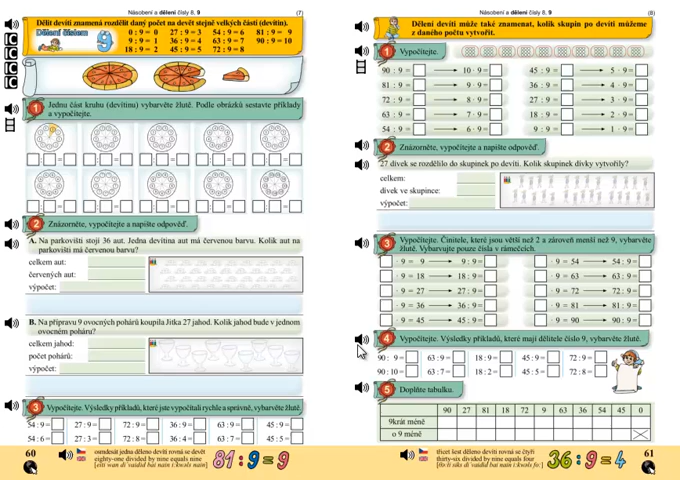 Násobení a dělení čísly 8, 9 (7)
Dělit devíti znamená rozdělit daný počet na devět stejně velkých částí (devítin).
Dělení číslem 9
0 : 9 = 0 27 : 9 = 3 54 : 9 = 6 81 : 9 = 9
9 : 9 = 1 36 : 9 = 4 63 : 9 = 7 90 : 9 = 10
18 : 9 = 2 45 : 9 = 5 72 : 9 = 8
1 Jednu část kruhu (devítinu) vybarvěte žlutě. Podle obrázků sestavte příklady
a vypočítejte.
2 Znázorněte, vypočítejte a napište odpověď.
A. Na parkovišti stojí 36 aut. Jedna devítina aut má červenou barvu. Kolik aut na
parkovišti má červenou barvu?
celkem aut:
červených aut:
výpočet:
B. Na přípravu 9 ovocných pohárů koupila Jitka 27 jahod. Kolik jahod bude v jednom
ovocném poháru?
celkem jahod:
počet pohárů:
výpočet:
3 Vypočítejte. Výsledky příkladů, které jste vypočítali rychle a správně, vybarvěte žlutě.
54 : 9 = 27 : 9 = 72 : 9 = 36 : 9 = 63 : 9 = 45 : 9 =
54 : 6 = 27 : 3 = 72 : 8 = 36 : 4 = 63 : 7 = 45 : 5 =
60
osmdesát jedna děleno devíti rovná se devět
eighty-one divided by nine equals nine
81 : 9 = 9
Násobení a dělení čísly 8, 9 (8)
Dělení devíti může také znamenat, kolik skupin po devíti můžeme
z daného počtu vytvořit.
1 Vypočítejte.
90 : 9 = 10 · 9 = 45 : 9 = 5 · 9 =
81 : 9 = 9 · 9 = 36 : 9 = 4 · 9 =
72 : 9 = 8 · 9 = 27 : 9 = 3 · 9 =
63 : 9 = 7 · 9 = 18 : 9 = 2 · 9 =
54 : 9 = 6 · 9 = 9 : 9 = 1 · 9 =
2 Znázorněte, vypočítejte a napište odpověď.
27 dívek se rozdělilo do skupinek po devíti. Kolik skupinek dívky vytvořily?
celkem:
dívek ve skupince:
výpočet:
3 Vypočítejte. Činitele, které jsou větší než 2 a zároveň menší než 9, vybarvěte
žlutě. Vybarvujte pouze čísla v rámečcích.
· 9 = 9 9 : 9 = · 9 = 54 54 : 9 =
· 9 = 18 18 : 9 = · 9 = 63 63 : 9 =
· 9 = 27 27 : 9 = · 9 = 72 72 : 9 =
· 9 = 36 36 : 9 = · 9 = 81 81 : 9 =
· 9 = 45 45 : 9 = · 9 = 90 90 : 9 =
4 Vypočítejte. Výsledky příkladů, které mají dělitele číslo 9, vybarvěte žlutě.
90 : 9 = 63 : 9 = 18 : 9 = 45 : 9 = 72 : 9 =
90 : 10 = 63 : 7 = 18 : 2 = 45 : 5 = 72 : 8 =
5 Doplňte tabulku.
90 27 81 18 72 9 63 36 54 45 0
9krát méně
o 9 méně
třicet šest děleno devíti rovná se čtyři
thirty-six divided by nine equals four
36 : 9 = 4
61